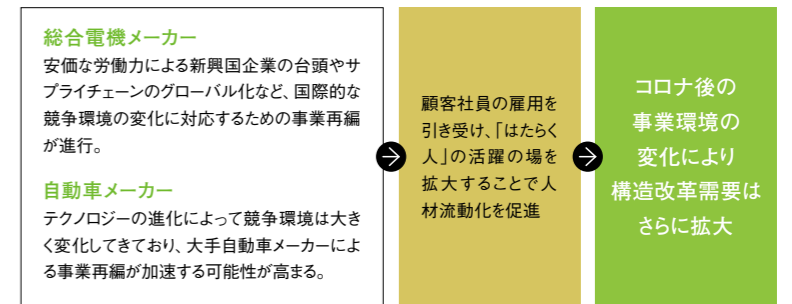 総合電機メーカー
安価な労働力による新興国企業の台頭やサ
プライチェーンのグローバル化など、国際的な
競争環境の変化に対応するための事業再編
が進行。
自動車メーカー
テクノロジーの進化によって競争環境は大き
く変化してきており、大手自動車メーカーによ
る事業再編が加速する可能性が高まる。
顧客社員の雇用を
引き受け、「はたらく
人」の活躍の場を
拡大することで人
材流動化を促進
コロナ後の
事業環境の
変化により
構造改革需要は
さらに拡大